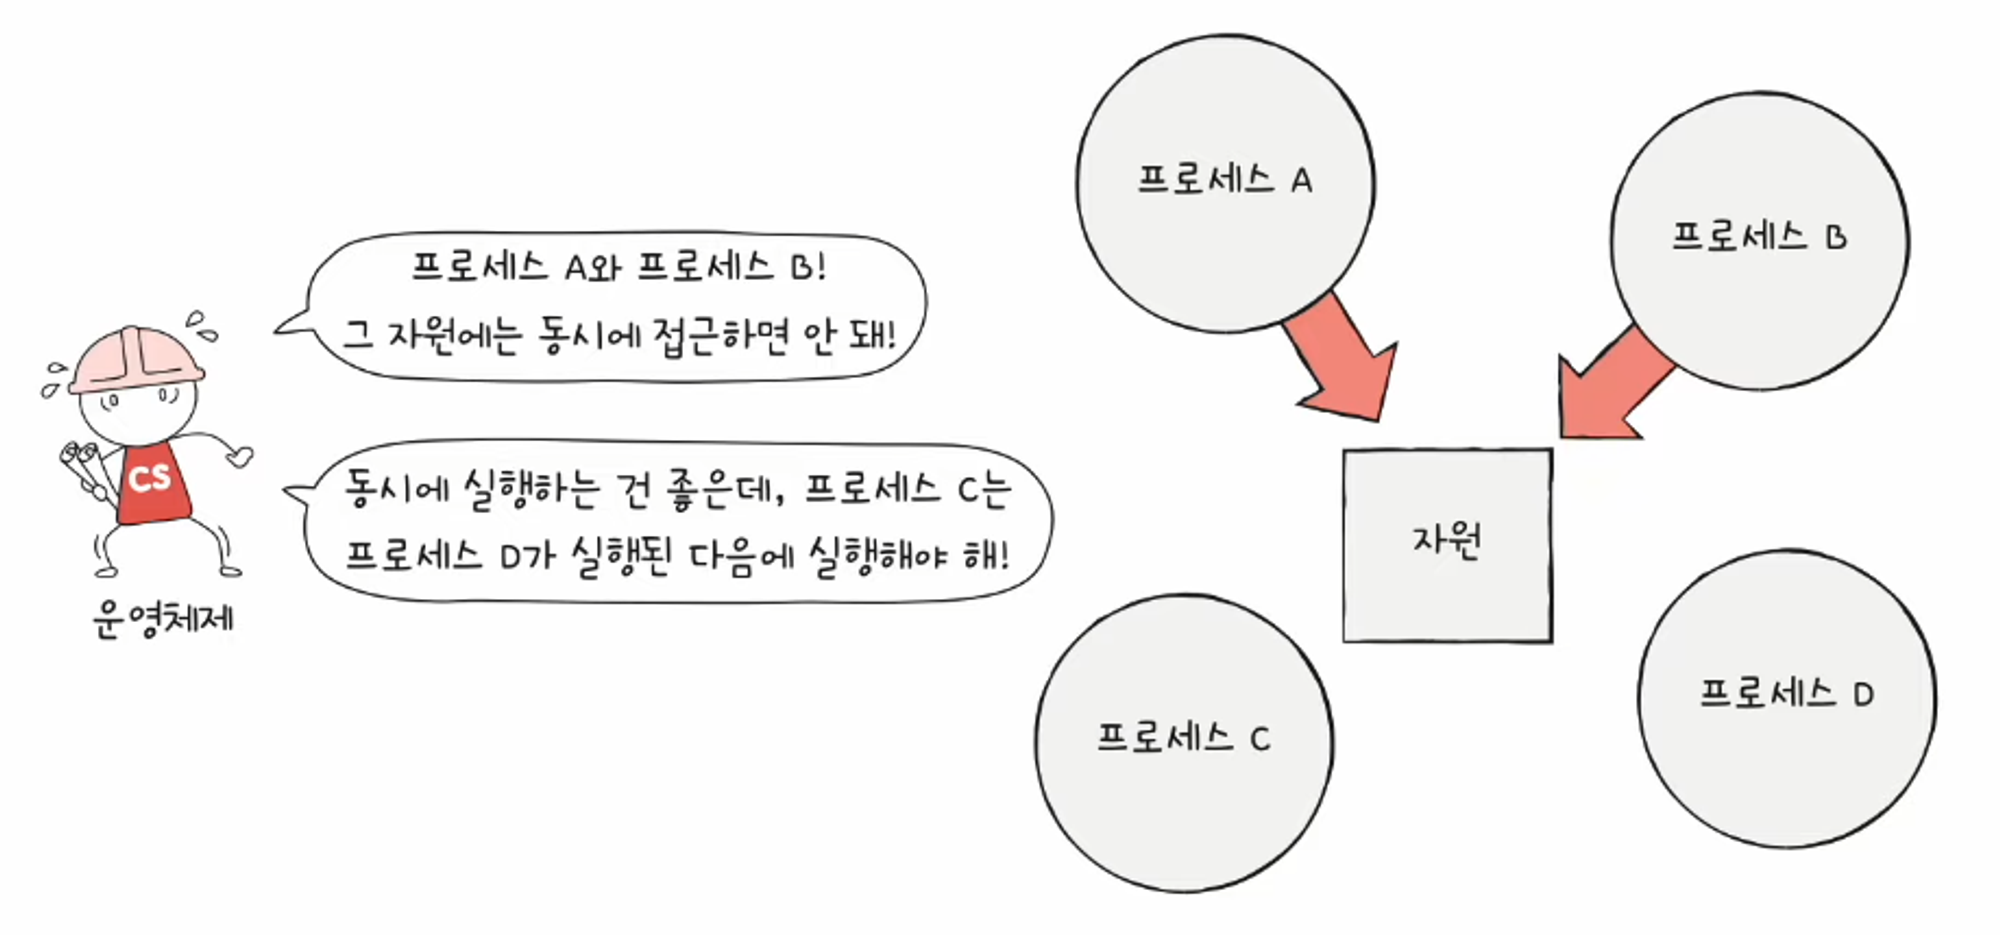 프로세스 A와 프로세스 B!
그 자원에는 동시에 접근하면 안 돼!
동시에 실행하는 건 좋은데, 프로세스 C는
프로세스 D가 실행된 다음에 실행해야 해!
CS
운영체제
프로세스 A
프로세스 B
자원
프로세스 C
프로세스 D